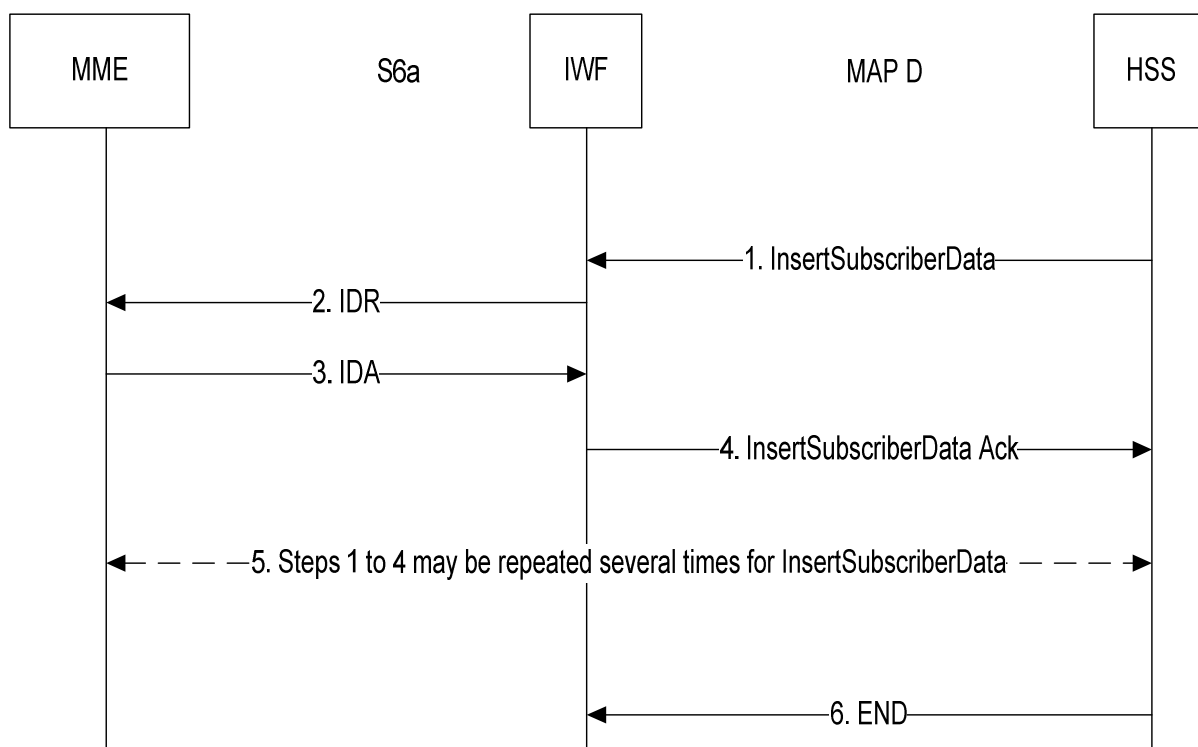 MME
S6a
IWF
MAP D
HSS
1. InsertSubscriberData
2. IDR
3. IDA
4. InsertSubscriberData Ack
5. Steps 1 to 4 may be repeated several times for InsertSubscriberData
6. END